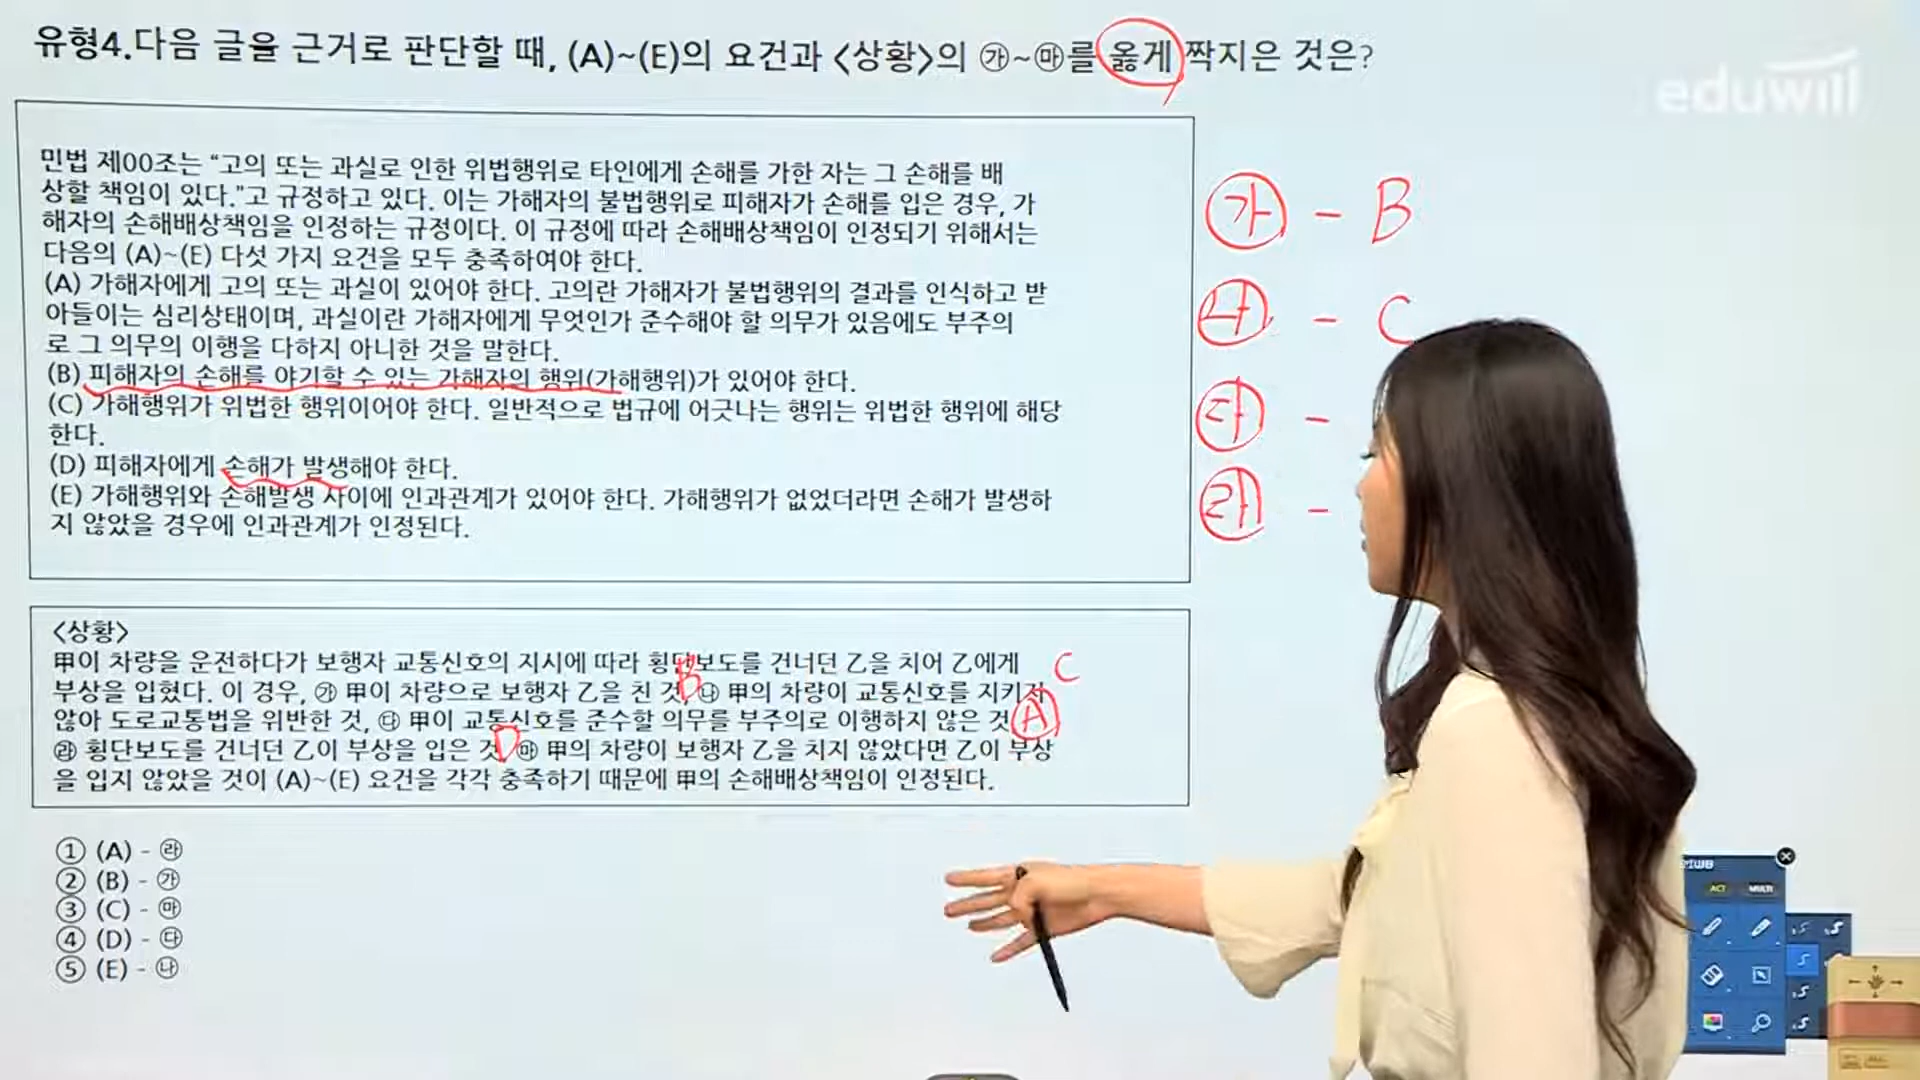 유형4.다음 글을 근거로 판단할 때, (A)~(E)의 요건과 <상황>의 ㉮~㉲를 옳게 짝지은 것은?
eduwill
민법 제00조는 “고의 또는 과실로 인한 위법행위로 타인에게 손해를 가한 자는 그 손해를 배
상할 책임이 있다.”고 규정하고 있다. 이는 가해자의 불법행위로 피해자가 손해를 입은 경우, 가
해자의 손해배상책임을 인정하는 규정이다. 이 규정에 따라 손해배상책임이 인정되기 위해서는
다음의 (A)~(E) 다섯 가지 요건을 모두 충족하여야 한다.
(A) 가해자에게 고의 또는 과실이 있어야 한다. 고의란 가해자가 불법행위의 결과를 인식하고 받
아들이는 심리상태이며, 과실이란 가해자에게 무엇인가 준수해야 할 의무가 있음에도 부주의
로 그 의무의 이행을 다하지 아니한 것을 말한다.
(B) 피해자의 손해를 야기할 수 있는 가해자의 행위(가해행위)가 있어야 한다.
(C) 가해행위가 위법한 행위이어야 한다. 일반적으로 법규에 어긋나는 행위는 위법한 행위에 해당
한다.
(D) 피해자에게 손해가 발생해야 한다.
(E) 가해행위와 손해발생 사이에 인과관계가 있어야 한다. 가해행위가 없었더라면 손해가 발생하
지 않았을 경우에 인과관계가 인정된다.
㉮ - B
㉯ - C
㉰ -
㉱ -
<상황>
甲이 차량을 운전하다가 보행자 교통신호의 지시에 따라 횡단보도를 건너던 乙을 치어 乙에게
부상을 입혔다. 이 경우, ㉮ 甲이 차량으로 보행자 乙을 친 것, ㉯ 甲의 차량이 교통신호를 지키지
않아 도로교통법을 위반한 것, ㉰ 甲이 교통신호를 준수할 의무를 부주의로 이행하지 않은 것
㉱ 횡단보도를 건너던 乙이 부상을 입은 것 ㉲ 甲의 차량이 보행자 乙을 치지 않았다면 乙이 부상
을 입지 않았을 것이 (A)~(E) 요건을 각각 충족하기 때문에 甲의 손해배상책임이 인정된다.
B
C
A
D
① (A) - ㉱
② (B) - ㉮
③ (C) - ㉲
④ (D) - ㉰
⑤ (E) - ㉯
ACT MULTI